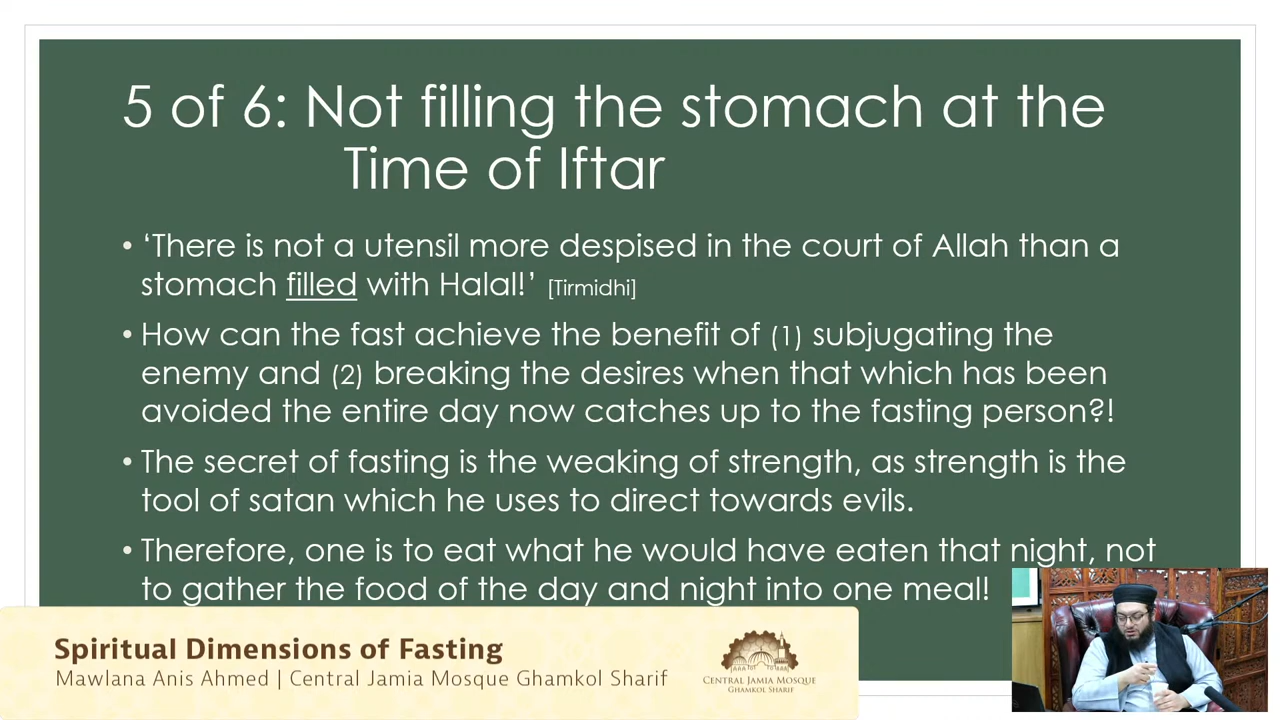 5 of 6: Not filling the stomach at the
Time of Iftar
• ‘There is not a utensil more despised in the court of Allah than a
stomach filled with Halal!’ [Tirmidhi]
• How can the fast achieve the benefit of (1) subjugating the
enemy and (2) breaking the desires when that which has been
avoided the entire day now catches up to the fasting person?!
• The secret of fasting is the weaking of strength, as strength is the
tool of satan which he uses to direct towards evils.
• Therefore, one is to eat what he would have eaten that night, not
to gather the food of the day and night into one meal!
Spiritual Dimensions of Fasting
Mawlana Anis Ahmed | Central Jamia Mosque Ghamkol Sharif
CENTRAL JAMIA MOSQUE
GHAMKOL SHARIF